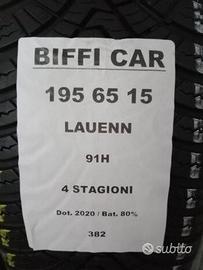 BIFFI CAR
195 65 15
LAUENN
91H
4 STAGIONI
Dot. 2020 / Bat. 80%
382
subito